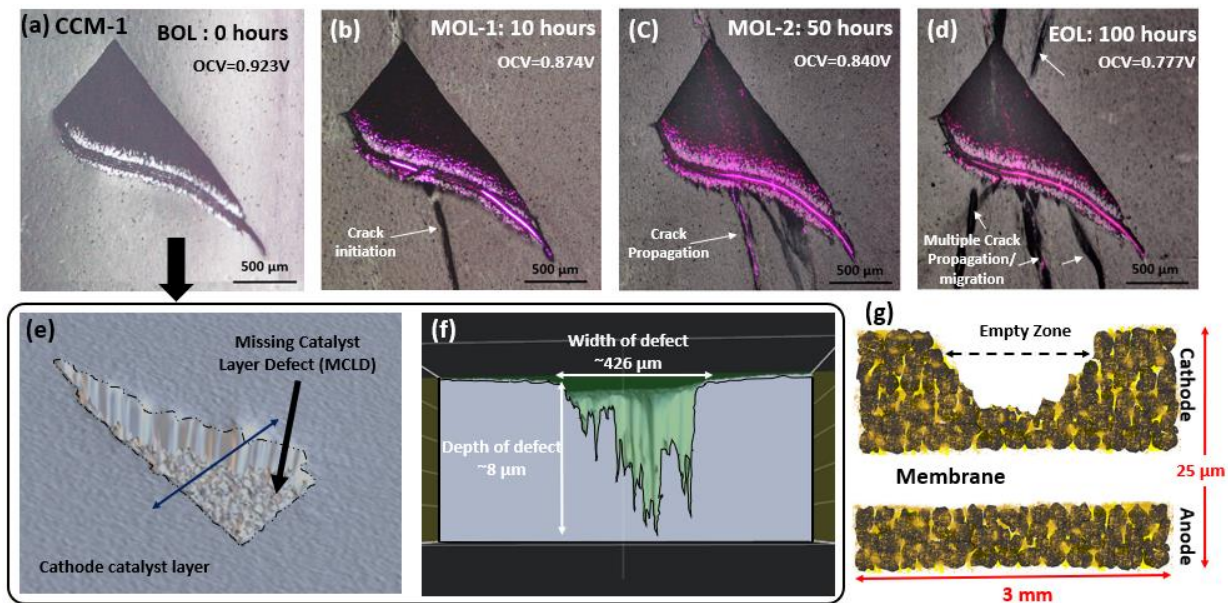 (a) CCM-1
BOL : 0 hours
OCV=0.923V
500 µm
(b)
MOL-1: 10 hours
OCV=0.874V
Crack
initiation
500 µm
(C)
MOL-2: 50 hours
OCV=0.840V
Crack
Propagation
500 µm
(d)
EOL: 100 hours
OCV=0.777V
Multiple Crack
Propagation/
migration
500 µm
(e)
Missing Catalyst
Layer Defect (MCLD)
Cathode catalyst layer
(f)
Width of defect
~426 µm
Depth of defect
~8 µm
(g)
Empty Zone
Cathode
Membrane
25 µm
Anode
3 mm